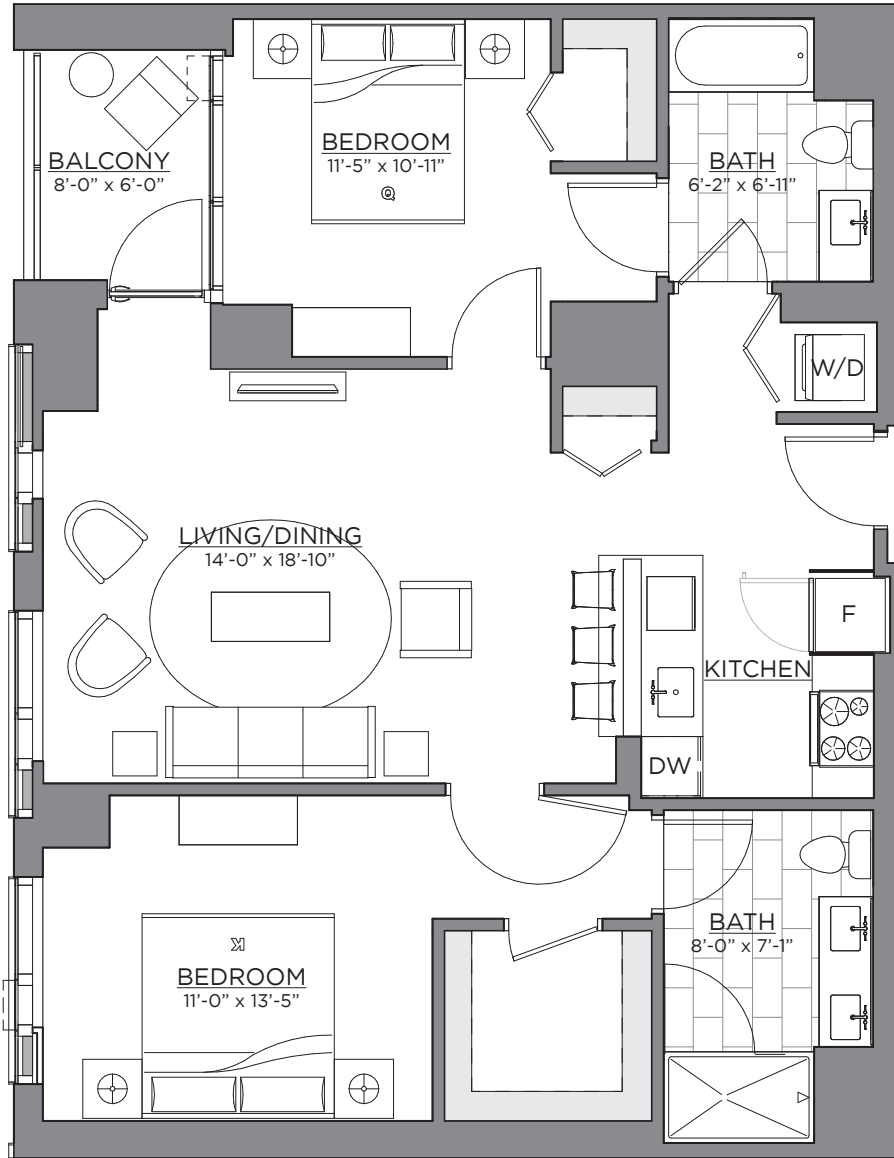 BEDROOM
11'-5" x 10'-11"
Q
BALCONY
8'-0" x 6'-0"
BATH
6'-2" x 6'-11"
W/D
LIVING/DINING
14'-0" x 18'-10"
F
KITCHEN
DW
BATH
8'-0" x 7'-1"
K
BEDROOM
11'-0" x 13'-5"